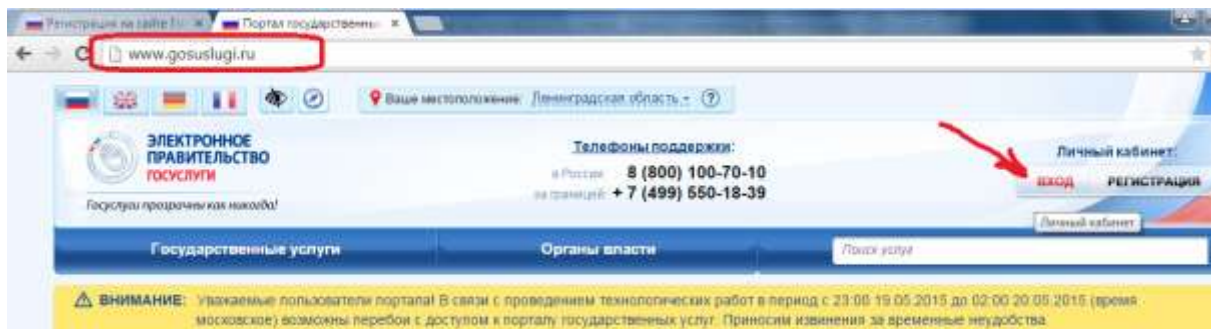 Регистрация на сайте Го
Портал государственны
www.gosuslugi.ru
Ваше местоположение: Ленинградская область
ЭЛЕКТРОННОЕ
ПРАВИТЕЛЬСТВО
ГОСУСЛУГИ
Госуслуги прозрачны как никогда!
Телефоны поддержки:
в России 8 (800) 100-70-10
за границей + 7 (499) 550-18-39
Личный кабинет:
ВХОД РЕГИСТРАЦИЯ
Личный кабинет
Государственные услуги Органы власти Поиск услуг
ВНИМАНИЕ: Уважаемые пользователи портала! В связи с проведением технологических работ в период с 23:00 19.05.2015 до 02:00 20.05.2015 (время
московское) возможны перебои с доступом к порталу государственных услуг. Приносим извинения за временные неудобства